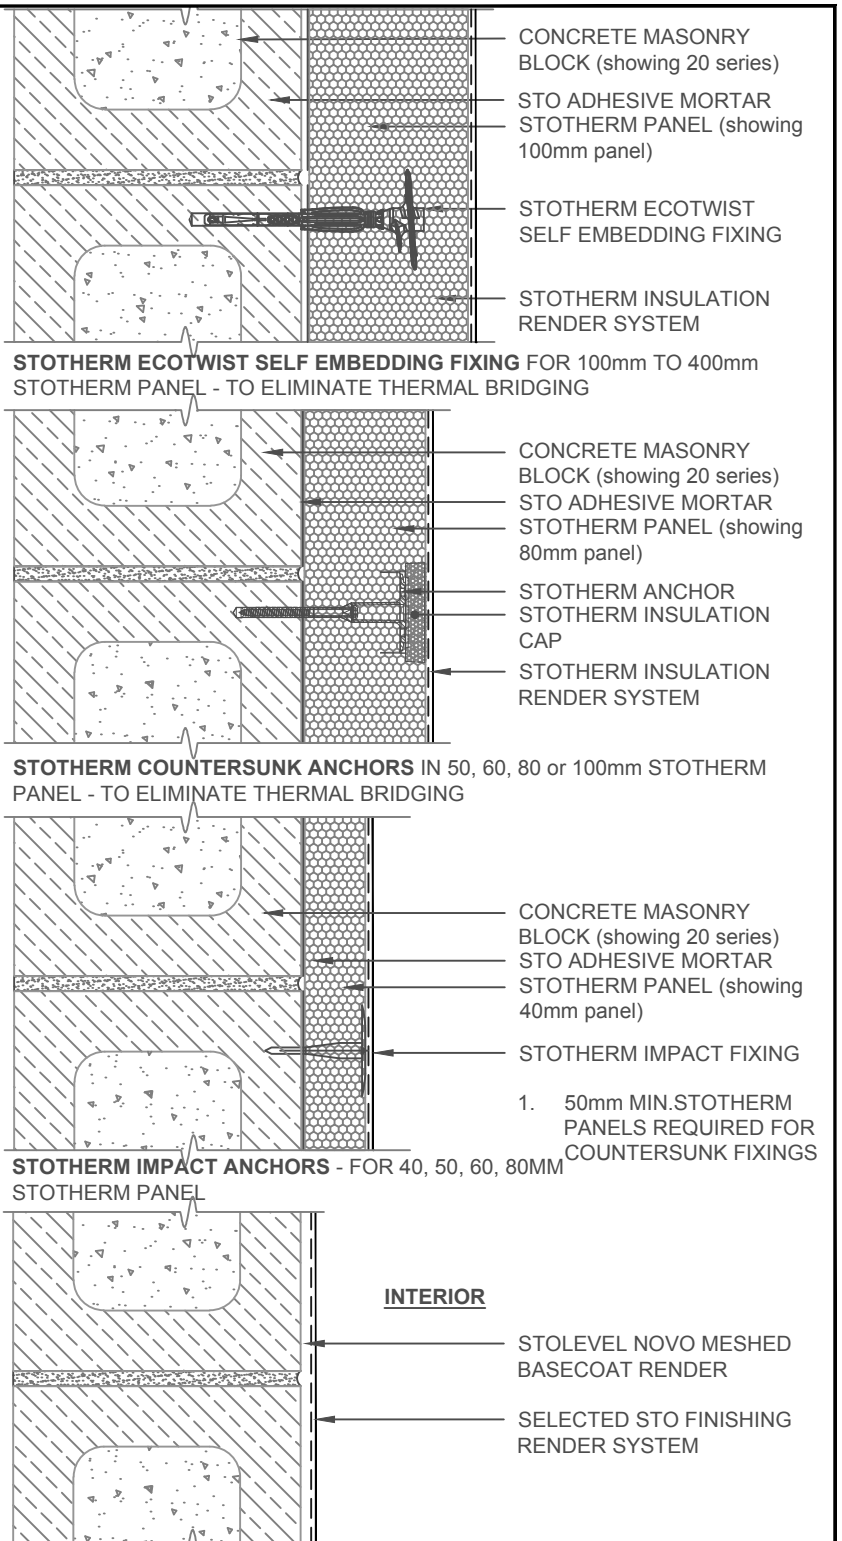 CONCRETE MASONRY
BLOCK (showing 20 series)
STO ADHESIVE MORTAR
STOTHERM PANEL (showing
100mm panel)
STOTHERM ECOTWIST
SELF EMBEDDING FIXING
STOTHERM INSULATION
RENDER SYSTEM
STOTHERM ECOTWIST SELF EMBEDDING FIXING FOR 100mm TO 400mm
STOTHERM PANEL - TO ELIMINATE THERMAL BRIDGING
CONCRETE MASONRY
BLOCK (showing 20 series)
STO ADHESIVE MORTAR
STOTHERM PANEL (showing
80mm panel)
STOTHERM ANCHOR
STOTHERM INSULATION
CAP
STOTHERM INSULATION
RENDER SYSTEM
STOTHERM COUNTERSUNK ANCHORS IN 50, 60, 80 or 100mm STOTHERM
PANEL - TO ELIMINATE THERMAL BRIDGING
CONCRETE MASONRY
BLOCK (showing 20 series)
STO ADHESIVE MORTAR
STOTHERM PANEL (showing
40mm panel)
STOTHERM IMPACT FIXING
1. 50mm MIN.STOTHERM
PANELS REQUIRED FOR
COUNTERSUNK FIXINGS
STOTHERM IMPACT ANCHORS - FOR 40, 50, 60, 80MM
STOTHERM PANEL
INTERIOR
STOLEVEL NOVO MESHED
BASECOAT RENDER
SELECTED STO FINISHING
RENDER SYSTEM